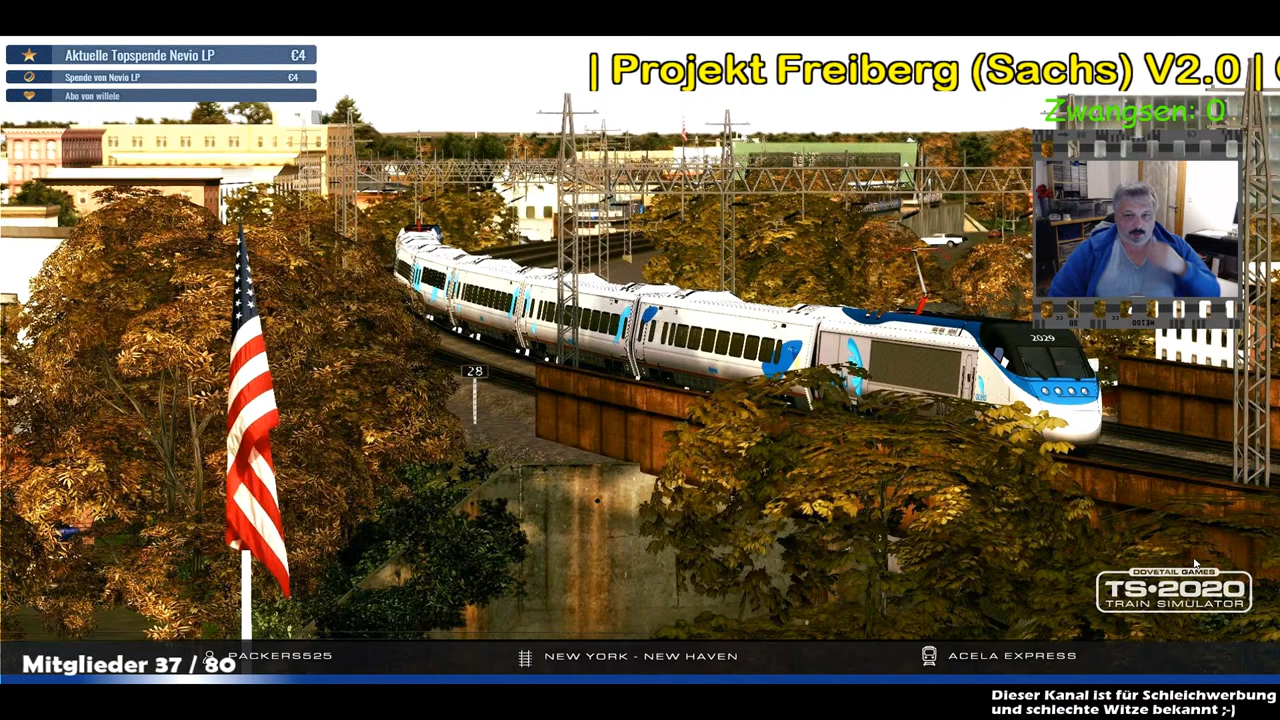 Aktuelle Topspende Nevio LP €4
Spende von Nevio LP €4
Abo von willele
| Projekt Freiberg (Sachs) V2.0 |
Zwangsen: 0
2029
28
DOVETAIL GAMES
TS•2020
TRAIN SIMULATOR
Mitglieder 37 / 80
PACKERS525
NEW YORK - NEW HAVEN
ACELA EXPRESS
Dieser Kanal ist für Schleichwerbung
und schlechte Witze bekannt ;-)